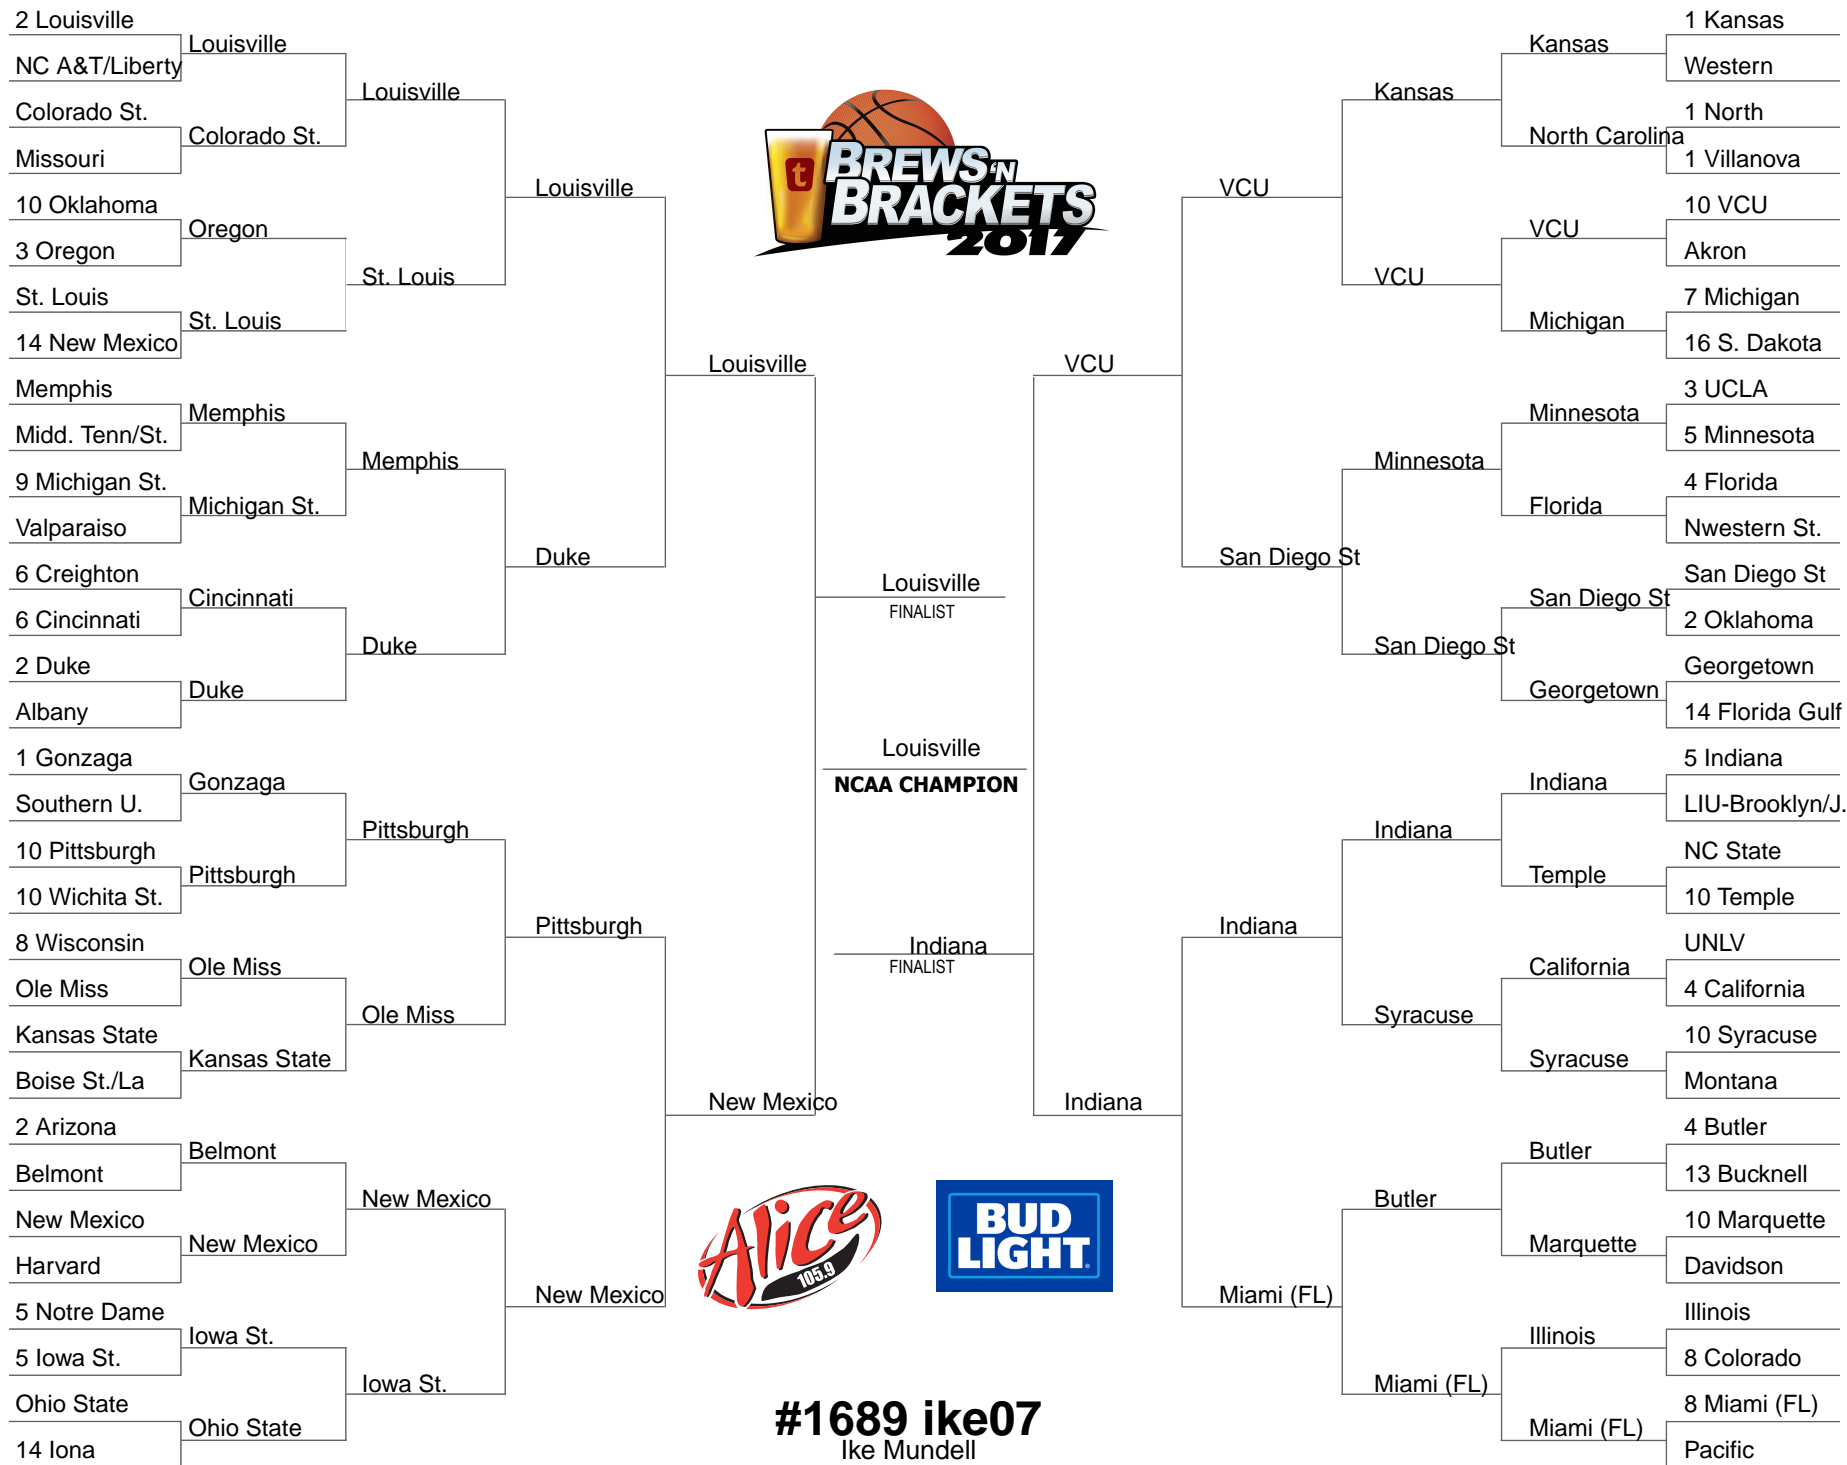 2 Louisville
NC A&T/Liberty
Colorado St.
Missouri
10 Oklahoma
3 Oregon
St. Louis
14 New Mexico
Memphis
Midd. Tenn/St.
9 Michigan St.
Valparaiso
6 Creighton
6 Cincinnati
2 Duke
Albany
1 Gonzaga
Southern U.
10 Pittsburgh
10 Wichita St.
8 Wisconsin
Ole Miss
Kansas State
Boise St./La
2 Arizona
Belmont
New Mexico
Harvard
5 Notre Dame
5 Iowa St.
Ohio State
14 Iona
Louisville
Colorado St.
Oregon
St. Louis
Memphis
Michigan St.
Cincinnati
Duke
Gonzaga
Pittsburgh
Ole Miss
Kansas State
Belmont
New Mexico
Iowa St.
Ohio State
Louisville
St. Louis
Memphis
Duke
Pittsburgh
Ole Miss
New Mexico
Iowa St.
Louisville
Duke
Pittsburgh
New Mexico
Louisville
New Mexico
t
BREWS 'N
BRACKETS
2017
Louisville
FINALIST
Louisville
NCAA CHAMPION
Indiana
FINALIST
Alice
105.9
BUD
LIGHT
#1689 ike07
Ike Mundell
VCU
Indiana
VCU
San Diego St
Indiana
Miami (FL)
Kansas
VCU
Minnesota
San Diego St
Indiana
Syracuse
Butler
Miami (FL)
Kansas
North Carolina
VCU
Michigan
Minnesota
Florida
San Diego St
Georgetown
Indiana
Temple
California
Syracuse
Butler
Marquette
Illinois
Miami (FL)
1 Kansas
Western
1 North
1 Villanova
10 VCU
Akron
7 Michigan
16 S. Dakota
3 UCLA
5 Minnesota
4 Florida
Nwestern St.
San Diego St
2 Oklahoma
Georgetown
14 Florida Gulf
5 Indiana
LIU-Brooklyn/J.
NC State
10 Temple
UNLV
4 California
10 Syracuse
Montana
4 Butler
13 Bucknell
10 Marquette
Davidson
Illinois
8 Colorado
8 Miami (FL)
Pacific